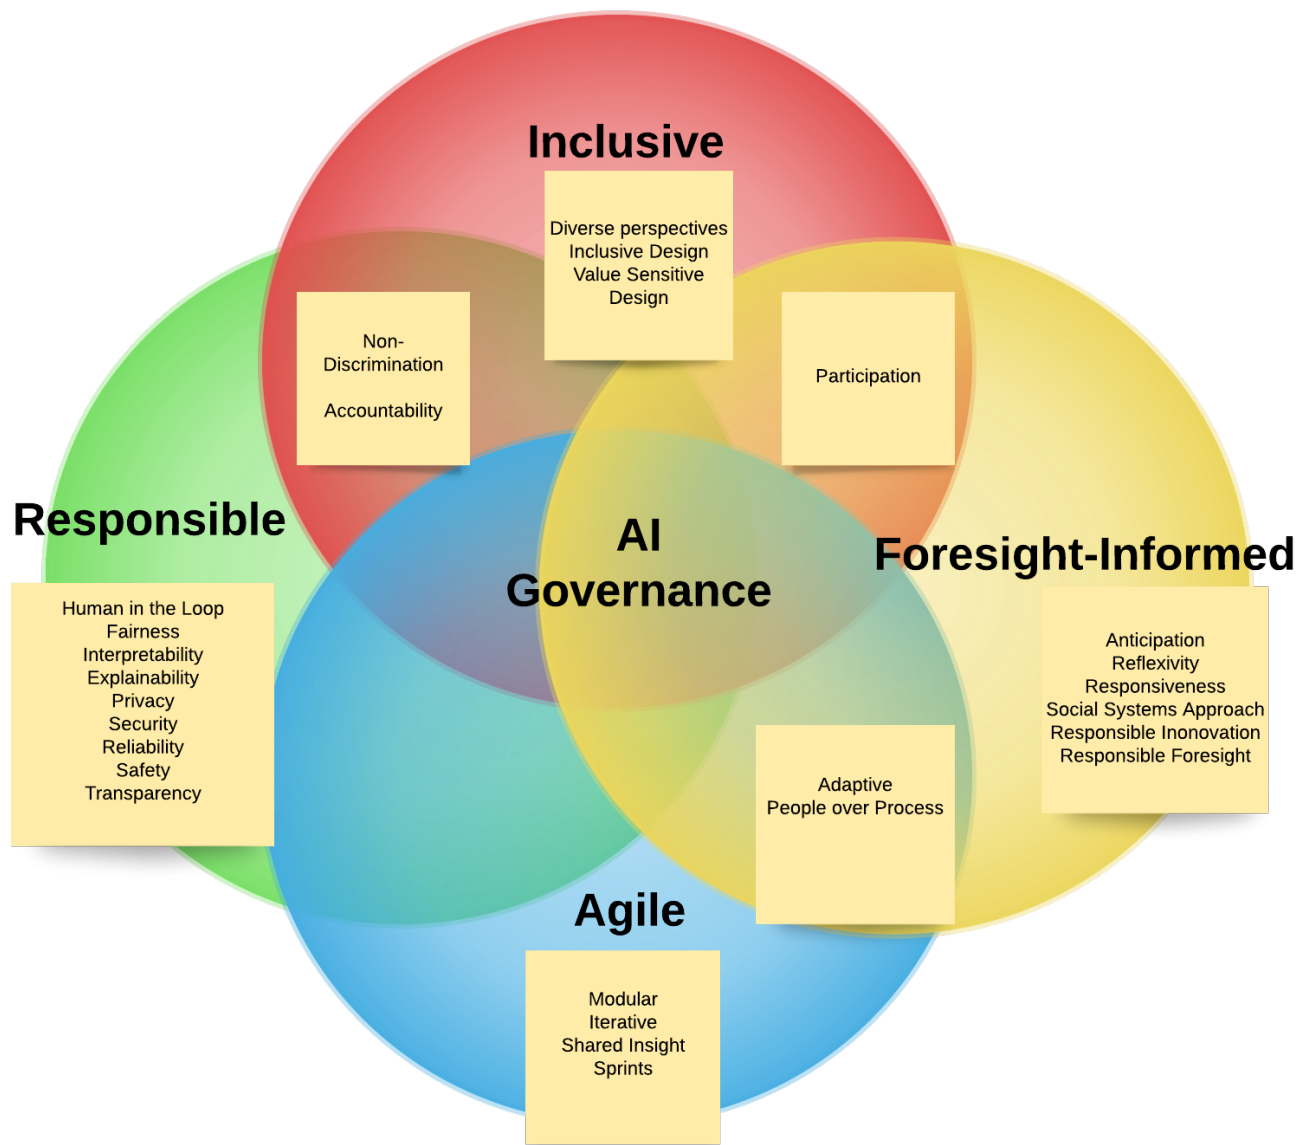 Inclusive
Diverse perspectives
Inclusive Design
Value Sensitive
Design
Non-
Discrimination
Accountability
Participation
Responsible
Human in the Loop
Fairness
Interpretability
Explainability
Privacy
Security
Reliability
Safety
Transparency
AI
Governance
Foresight-Informed
Anticipation
Reflexivity
Responsiveness
Social Systems Approach
Responsible Inonovation
Responsible Foresight
Adaptive
People over Process
Agile
Modular
Iterative
Shared Insight
Sprints